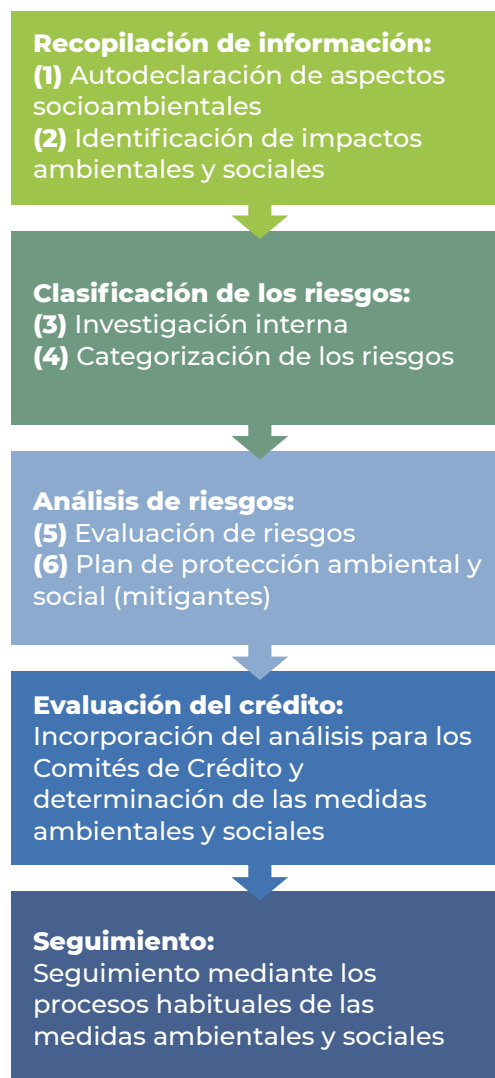 Recopilación de información:
(1) Autodeclaración de aspectos
socioambientales
(2) Identificación de impactos
ambientales y sociales
Clasificación de los riesgos:
(3) Investigación interna
(4) Categorización de los riesgos
Análisis de riesgos:
(5) Evaluación de riesgos
(6) Plan de protección ambiental y
social (mitigantes)
Evaluación del crédito:
Incorporación del análisis para los
Comités de Crédito y
determinación de las medidas
ambientales y sociales
Seguimiento:
Seguimiento mediante los
procesos habituales de las
medidas ambientales y sociales